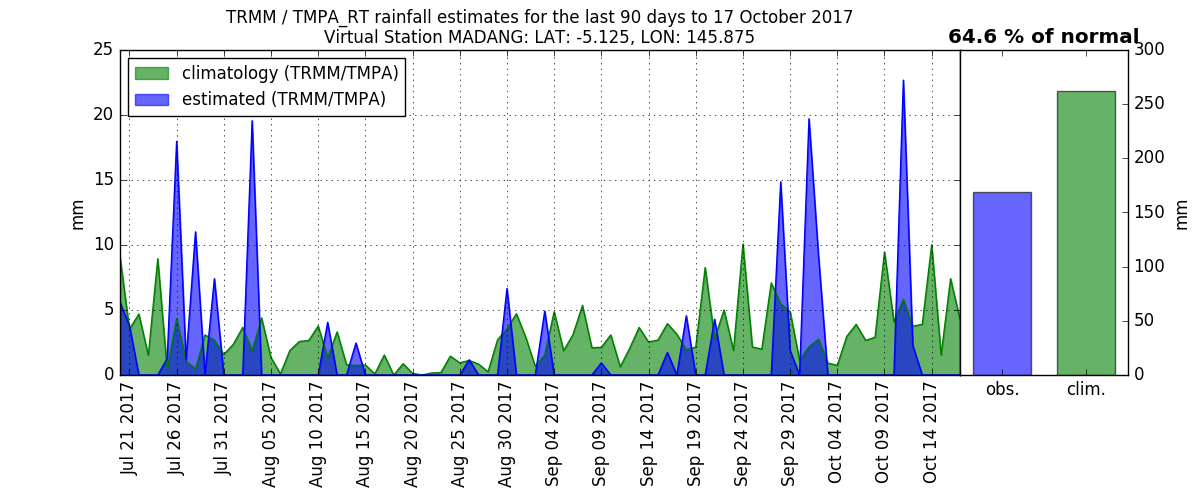 TRMM / TMPA_RT rainfall estimates for the last 90 days to 17 October 2017
Virtual Station MADANG: LAT: -5.125, LON: 145.875
64.6 % of normal
climatology (TRMM/TMPA)
estimated (TRMM/TMPA)
25
20
15
10
5
0
mm
300
250
200
150
100
50
0
mm
Jul 21 2017
Jul 26 2017
Jul 31 2017
Aug 05 2017
Aug 10 2017
Aug 15 2017
Aug 20 2017
Aug 25 2017
Aug 30 2017
Sep 04 2017
Sep 09 2017
Sep 14 2017
Sep 19 2017
Sep 24 2017
Sep 29 2017
Oct 04 2017
Oct 09 2017
Oct 14 2017
obs.
clim.